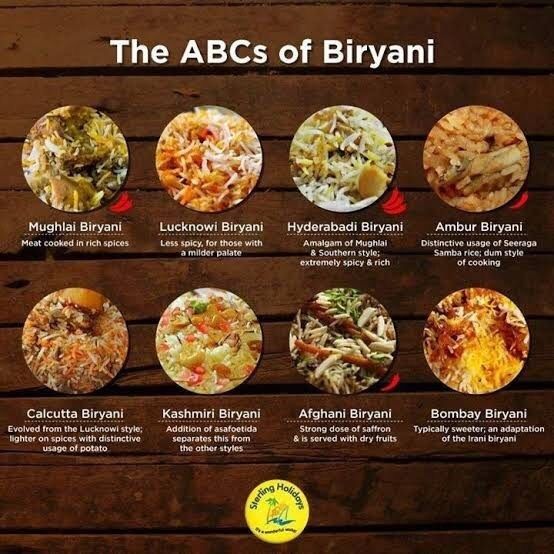 The ABCs of Biryani
Mughlai Biryani
Meat cooked in rich spices
Lucknowi Biryani
Less spicy, for those with
a milder palate
Hyderabadi Biryani
Amalgam of Mughlai
& Southern style;
extremely spicy & rich
Ambur Biryani
Distinctive usage of Seeraga
Samba rice; dum style
of cooking
Calcutta Biryani
Evolved from the Lucknowi style;
lighter on spices with distinctive
usage of potato
Kashmiri Biryani
Addition of asafoetida
separates this from
the other styles
Afghani Biryani
Strong dose of saffron
& is served with dry fruits
Bombay Biryani
Typically sweeter; an adaptation
of the Irani biryani
Sterling Holidays
It's a wonderful world